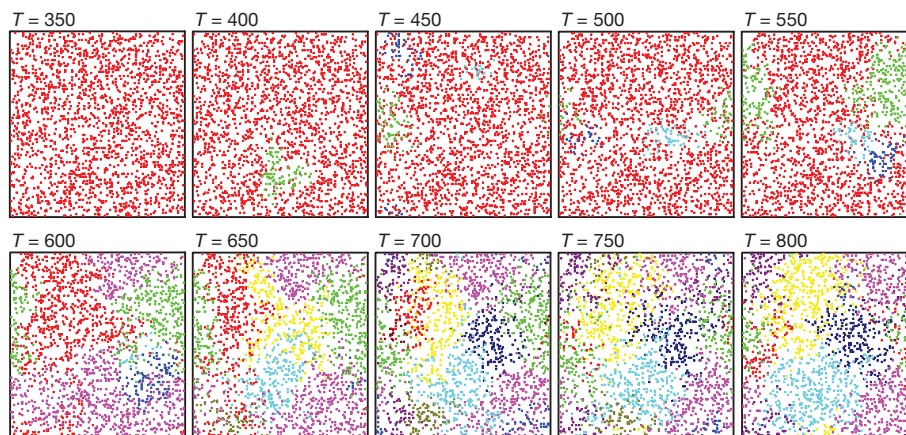 T = 350
T = 400
T = 450
T = 500
T = 550
T = 600
T = 650
T = 700
T = 750
T = 800